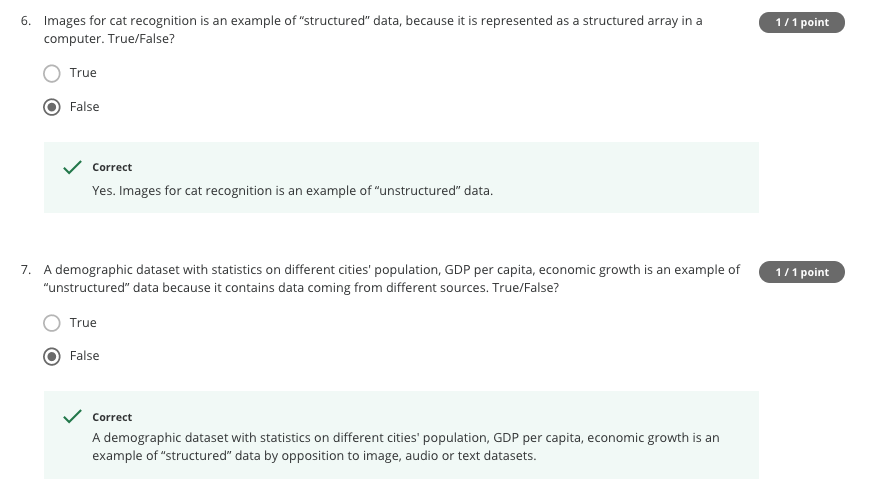 6. Images for cat recognition is an example of “structured” data, because it is represented as a structured array in a
1 / 1 point
computer. True/False?
True
False
Correct
Yes. Images for cat recognition is an example of “unstructured” data.
7. A demographic dataset with statistics on different cities' population, GDP per capita, economic growth is an example of
1 / 1 point
“unstructured” data because it contains data coming from different sources. True/False?
True
False
Correct
A demographic dataset with statistics on different cities' population, GDP per capita, economic growth is an
example of “structured” data by opposition to image, audio or text datasets.